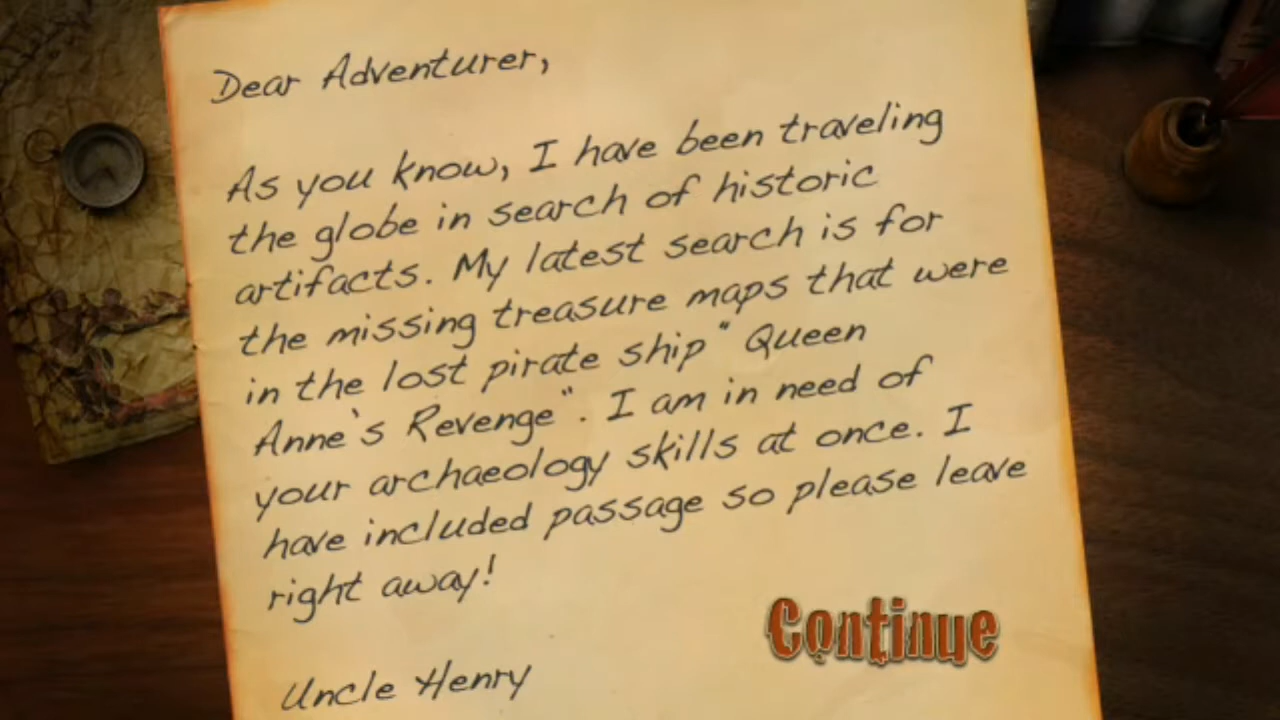 Dear Adventurer,
As you know, I have been traveling
the globe in search of historic
artifacts. My latest search is for
the missing treasure maps that were
in the lost pirate ship " Queen
Anne's Revenge". I am in need of
your archaeology skills at once. I
have included passage so please leave
right away!
Continue
Uncle Henry